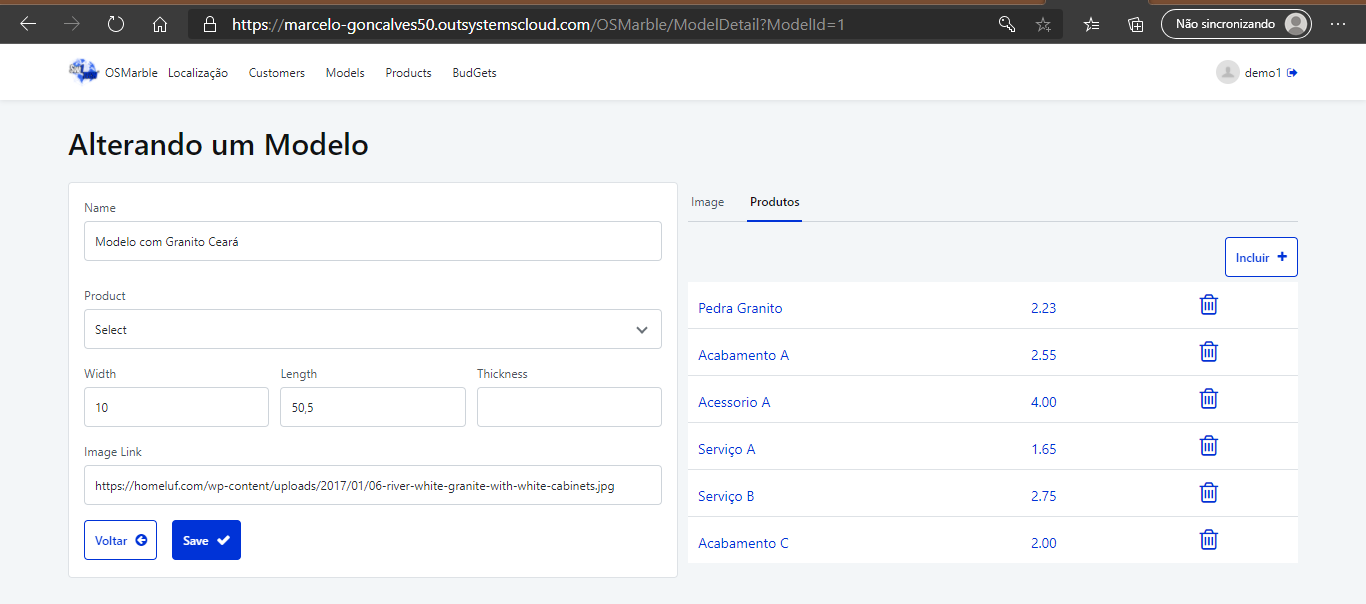 https://marcelo-goncalves50.outsystemscloud.com/OSMarble/ModelDetail?ModelId=1
Não sincronizando
OSMarble Localização Customers Models Products BudGets
demo1
Alterando um Modelo
Name
Modelo com Granito Ceará
Product
Select
Width Length Thickness
10 50,5
Image Link
https://homeluf.com/wp-content/uploads/2017/01/06-river-white-granite-with-white-cabinets.jpg
Voltar Save
Image Produtos
Incluir
Pedra Granito 2.23
Acabamento A 2.55
Acessorio A 4.00
Serviço A 1.65
Serviço B 2.75
Acabamento C 2.00